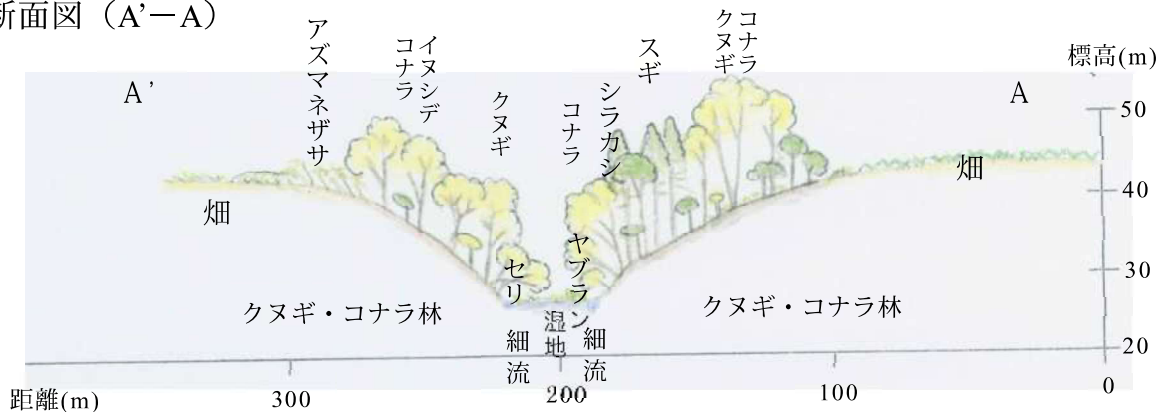 断面図（A’－A）
アズマネザサ
イヌシデ
コナラ
クヌギ
コナラ
シラカシ
スギ
コナラ
クヌギ
標高(m)
A’
A
50
40
30
20
畑
畑
セリ
ヤブラン
クヌギ・コナラ林
クヌギ・コナラ林
細流
湿地
細流
距離(m)
300
200
100
0